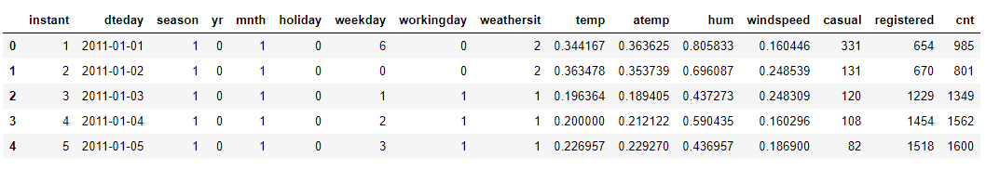 instant dteday season yr mnth holiday weekday workingday weathersit temp atemp hum windspeed casual registered cnt
0 1 2011-01-01 1 0 1 0 6 0 2 0.344167 0.363625 0.805833 0.160446 331 654 985
1 2 2011-01-02 1 0 1 0 0 0 2 0.363478 0.353739 0.696087 0.248539 131 670 801
2 3 2011-01-03 1 0 1 0 1 1 1 0.196364 0.189405 0.437273 0.248309 120 1229 1349
3 4 2011-01-04 1 0 1 0 2 1 1 0.200000 0.212122 0.590435 0.160296 108 1454 1562
4 5 2011-01-05 1 0 1 0 3 1 1 0.226957 0.229270 0.436957 0.186900 82 1518 1600